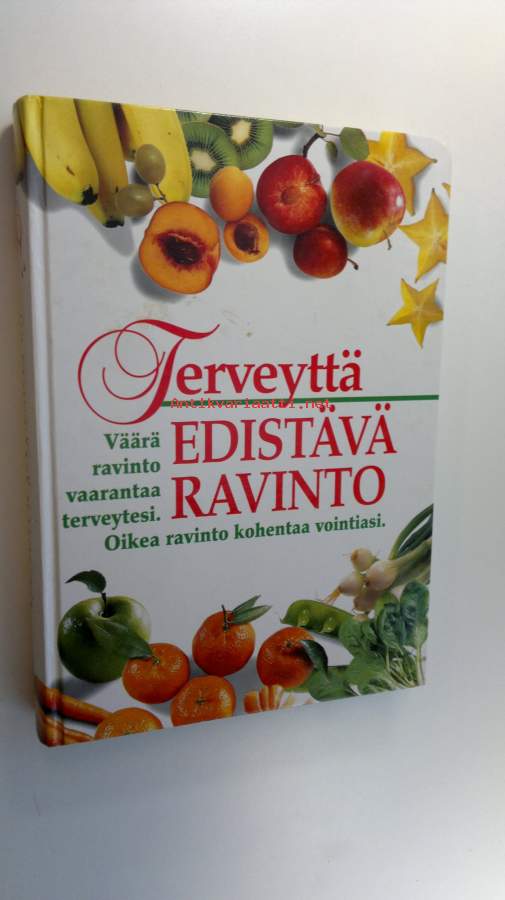 Terveyttä
Antikvariaatti.net
EDISTÄVÄ
RAVINTO
Väärä
ravinto
vaarantaa
terveytesi.
Oikea ravinto kohentaa vointiasi.